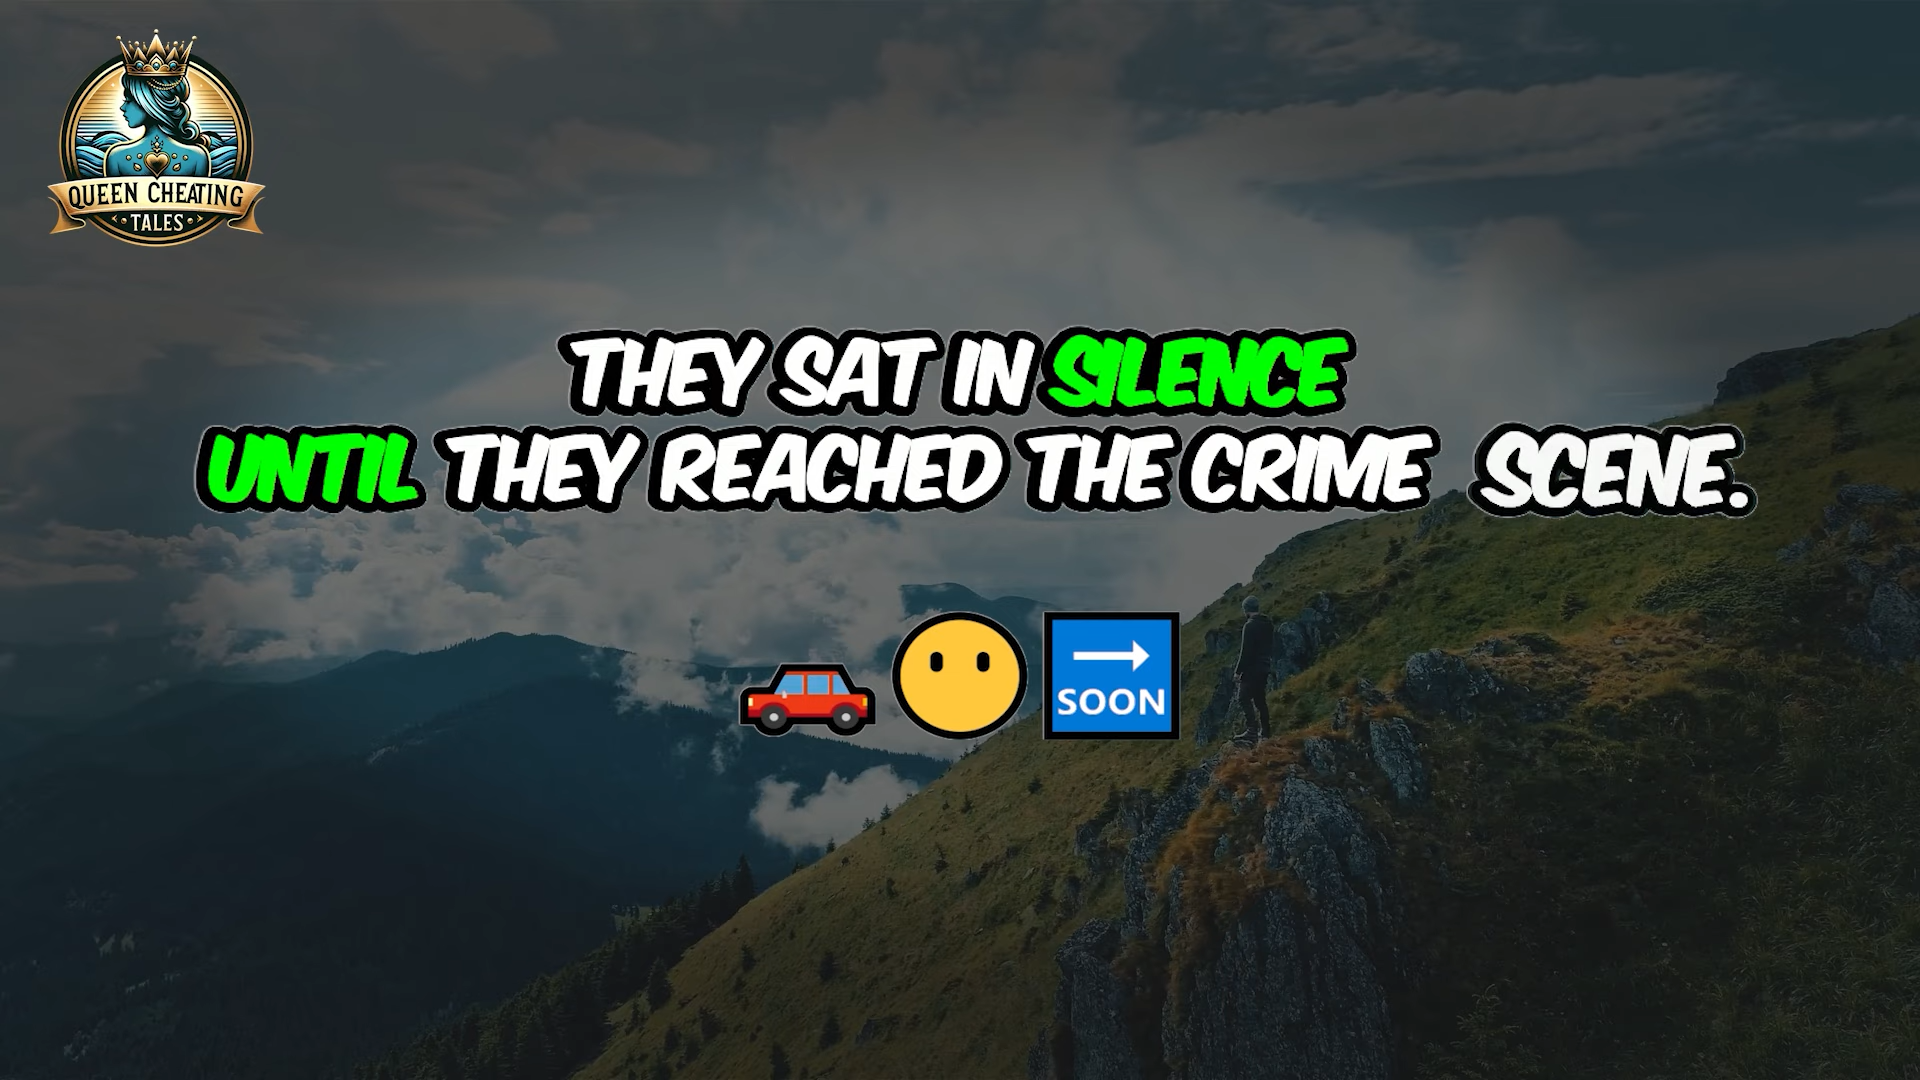 QUEEN CHEATING
TALES
THEY SAT IN SILENCE
UNTIL THEY REACHED THE CRIME SCENE.
SOON